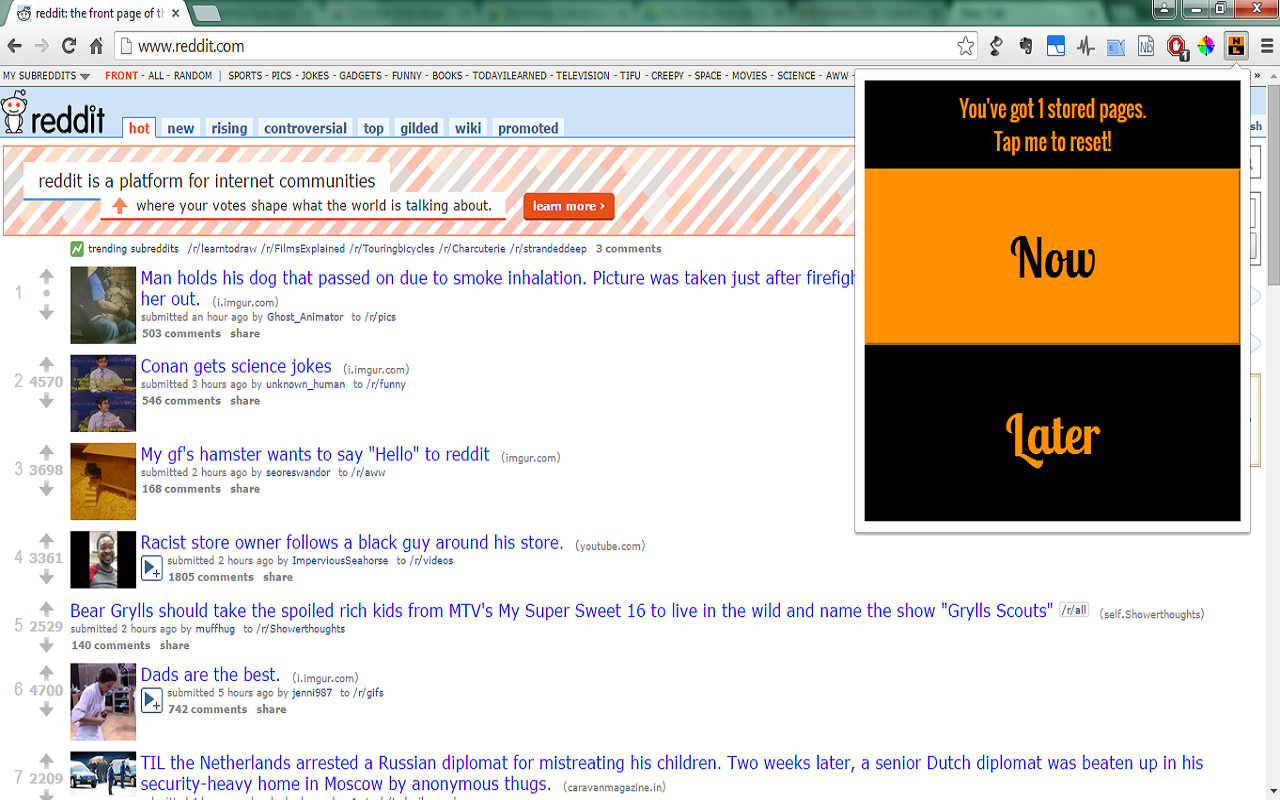 reddit: the front page of th
www.reddit.com
MY SUBREDDITS FRONT - ALL - RANDOM | SPORTS - PICS - JOKES - GADGETS - FUNNY - BOOKS - TODAYILEARNED - TELEVISION - TIFU - CREEPY - SPACE - MOVIES - SCIENCE - AWW -
reddit hot new rising controversial top gilded wiki promoted
reddit is a platform for internet communities
where your votes shape what the world is talking about.
learn more ›
trending subreddits /r/learntodraw /r/FilmsExplained /r/Touringbicycles /r/Charcuterie /r/strandeddeep 3 comments
1
Man holds his dog that passed on due to smoke inhalation. Picture was taken just after firefigh
her out. (i.imgur.com)
submitted an hour ago by Ghost_Animator to /r/pics
503 comments share
2 4570
Conan gets science jokes (i.imgur.com)
submitted 3 hours ago by unknown_human to /r/funny
546 comments share
3 3698
My gf's hamster wants to say "Hello" to reddit (imgur.com)
submitted 2 hours ago by seoreswandor to /r/aww
168 comments share
4 3361
Racist store owner follows a black guy around his store. (youtube.com)
submitted 2 hours ago by ImperviousSeahorse to /r/videos
1805 comments share
5 2529
Bear Grylls should take the spoiled rich kids from MTV's My Super Sweet 16 to live in the wild and name the show "Grylls Scouts" /r/all (self.Showerthoughts)
submitted 2 hours ago by muffhug to /r/Showerthoughts
140 comments share
6 4700
Dads are the best. (i.imgur.com)
submitted 5 hours ago by jenni987 to /r/gifs
742 comments share
7 2209
TIL the Netherlands arrested a Russian diplomat for mistreating his children. Two weeks later, a senior Dutch diplomat was beaten up in his
security-heavy home in Moscow by anonymous thugs. (caravanmagazine.in)
You've got 1 stored pages.
Tap me to reset!
Now
Later